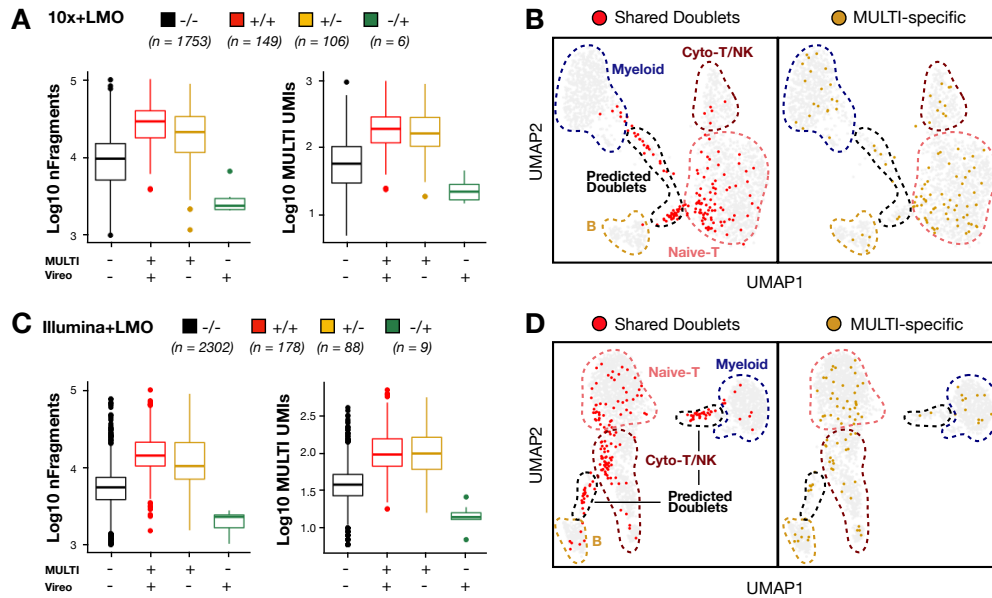 A 10x+LMO
-/- +/+ +/- -/+
(n = 1753) (n = 149) (n = 106) (n = 6)
Log10 nFragments
5
4
3
Log10 MULTI UMIs
3
2
1
MULTI - + + - - + + -
Vireo - + - + - + - +
B
Shared Doublets MULTI-specific
Cyto-T/NK
Myeloid
Predicted
Doublets
B
Naive-T
UMAP2
UMAP1
C Illumina+LMO
-/- +/+ +/- -/+
(n = 2302) (n = 178) (n = 88) (n = 9)
Log10 nFragments
5
4
3
Log10 MULTI UMIs
2.5
2.0
1.5
1.0
MULTI - + + - - + + -
Vireo - + - + - + - +
D
Shared Doublets MULTI-specific
Naive-T
Myeloid
Cyto-T/NK
Predicted
Doublets
B
UMAP2
UMAP1